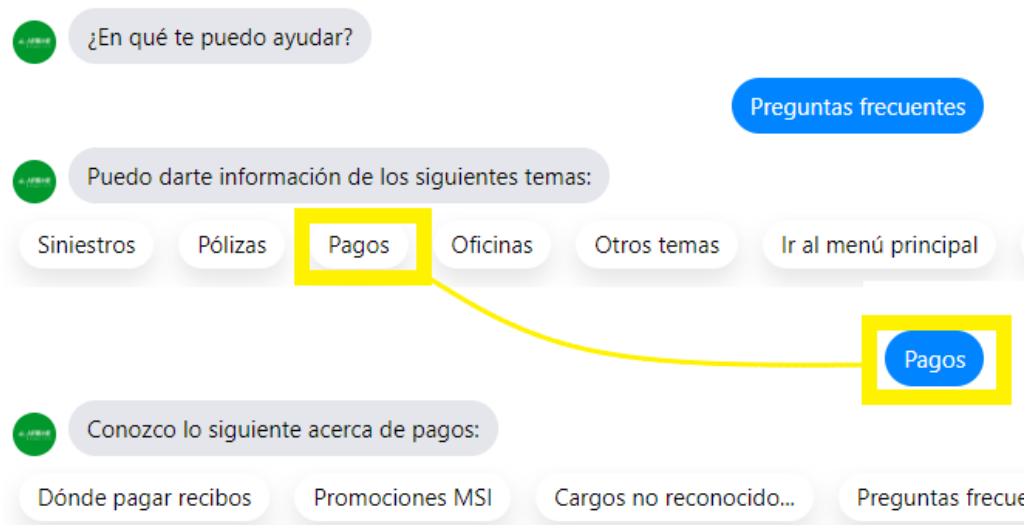 ¿En qué te puedo ayudar?
Preguntas frecuentes
Puedo darte información de los siguientes temas:
Siniestros Pólizas Pagos Oficinas Otros temas Ir al menú principal
Pagos
Conozco lo siguiente acerca de pagos:
Dónde pagar recibos Promociones MSI Cargos no reconocido... Preguntas frecue